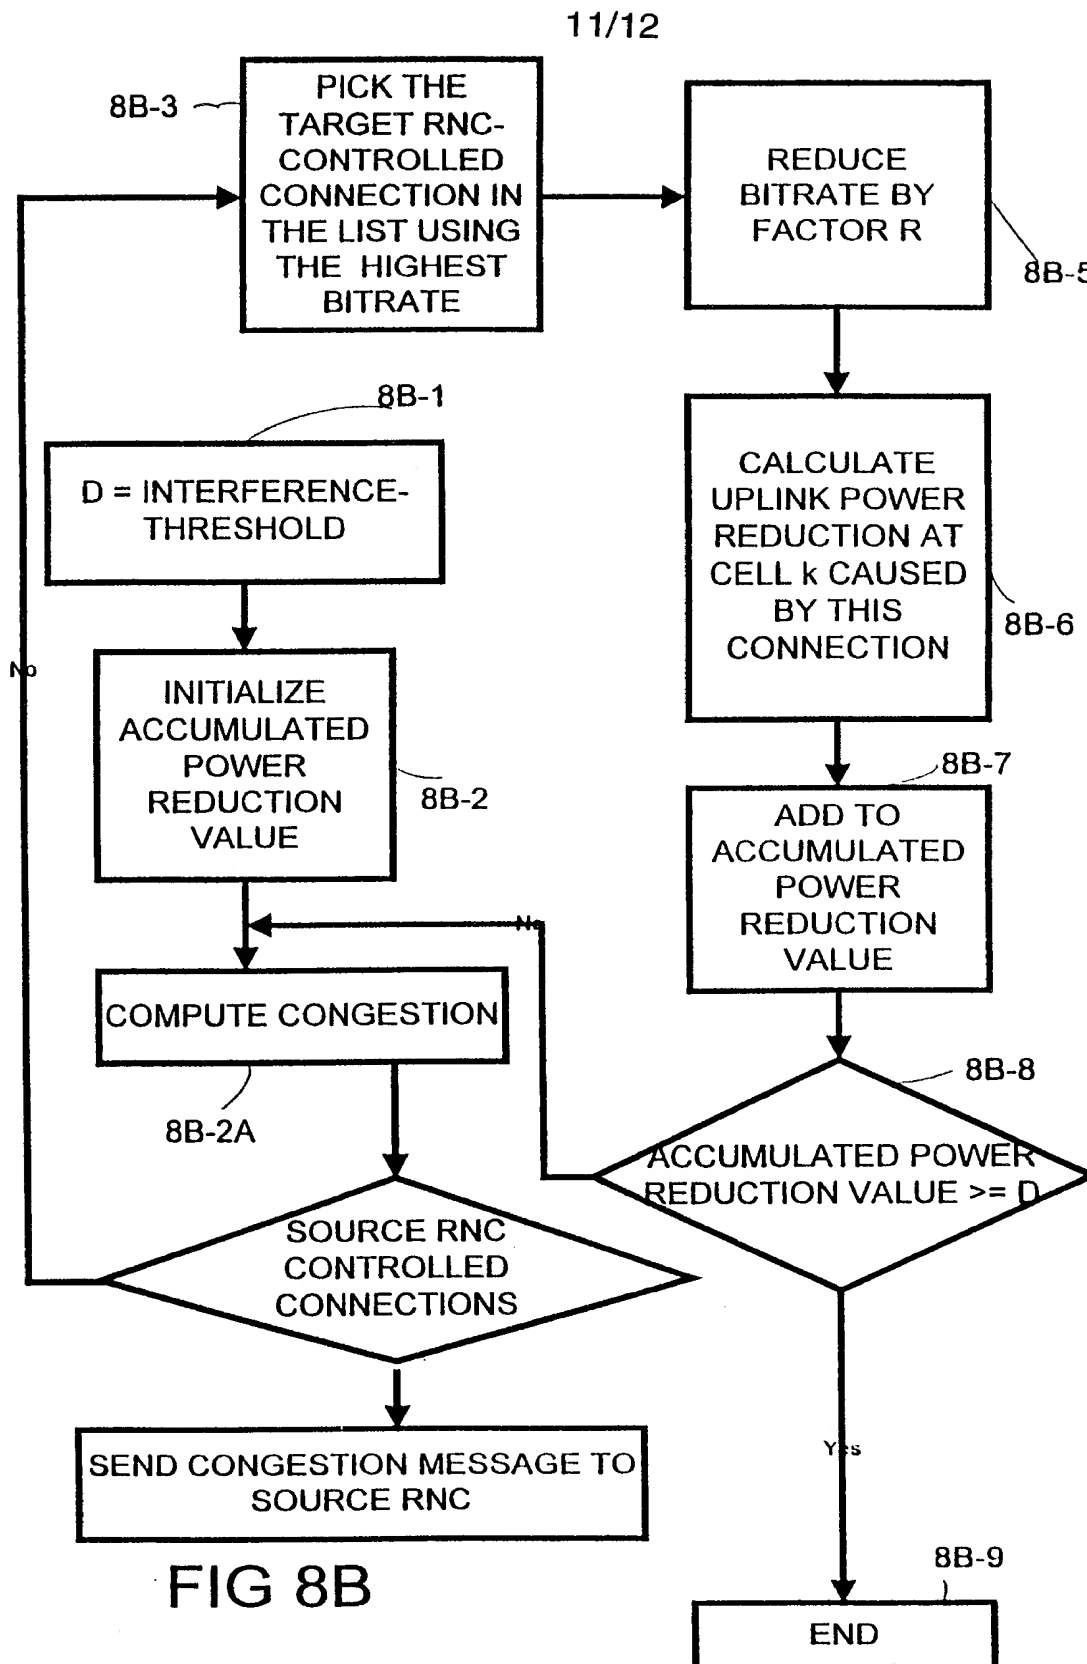 11/12
8B-3
PICK THE
TARGET RNC-
CONTROLLED
CONNECTION IN
THE LIST USING
THE HIGHEST
BITRATE
REDUCE
BITRATE BY
FACTOR R
8B-5
8B-1
D = INTERFERENCE-
THRESHOLD
CALCULATE
UPLINK POWER
REDUCTION AT
CELL k CAUSED
BY THIS
CONNECTION
8B-6
No
INITIALIZE
ACCUMULATED
POWER
REDUCTION
VALUE
8B-2
8B-7
ADD TO
ACCUMULATED
POWER
REDUCTION
VALUE
No
COMPUTE CONGESTION
8B-2A
8B-8
ACCUMULATED POWER
REDUCTION VALUE >= D
SOURCE RNC
CONTROLLED
CONNECTIONS
SEND CONGESTION MESSAGE TO
SOURCE RNC
Yes
FIG 8B
8B-9
END